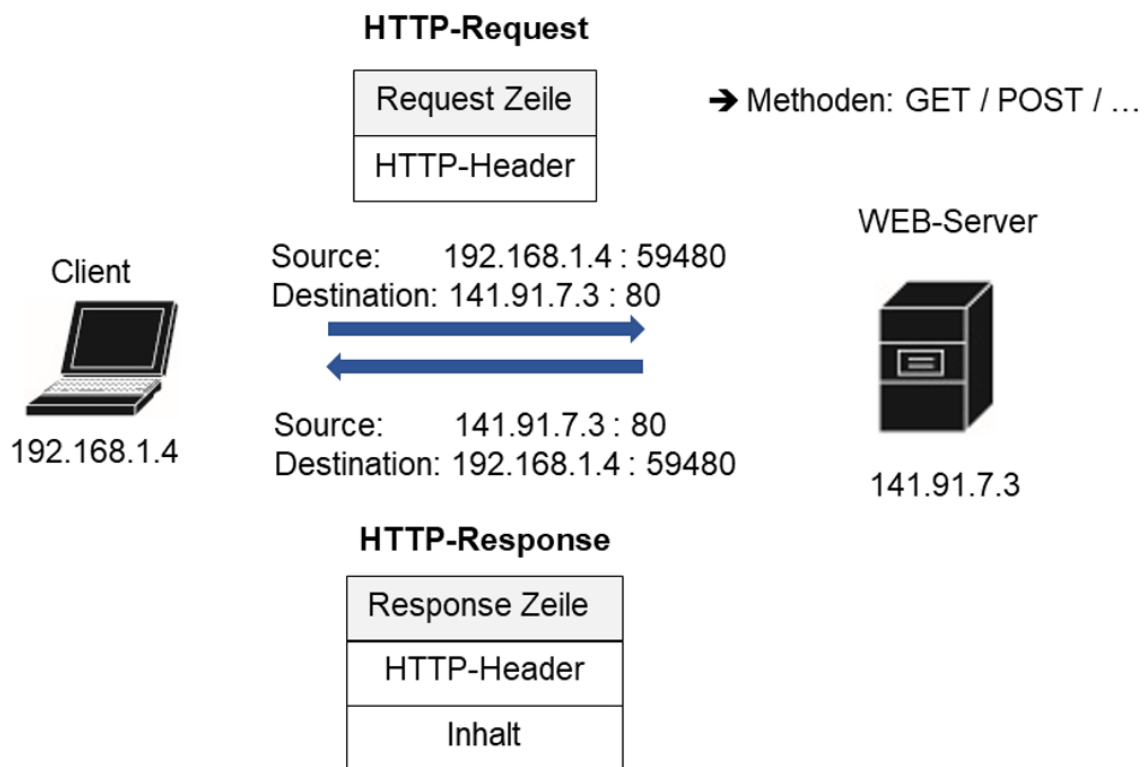 HTTP-Request
Request Zeile
➔ Methoden: GET / POST / …
HTTP-Header
WEB-Server
Client
Source: 192.168.1.4 : 59480
Destination: 141.91.7.3 : 80
Source: 141.91.7.3 : 80
Destination: 192.168.1.4 : 59480
192.168.1.4
141.91.7.3
HTTP-Response
Response Zeile
HTTP-Header
Inhalt